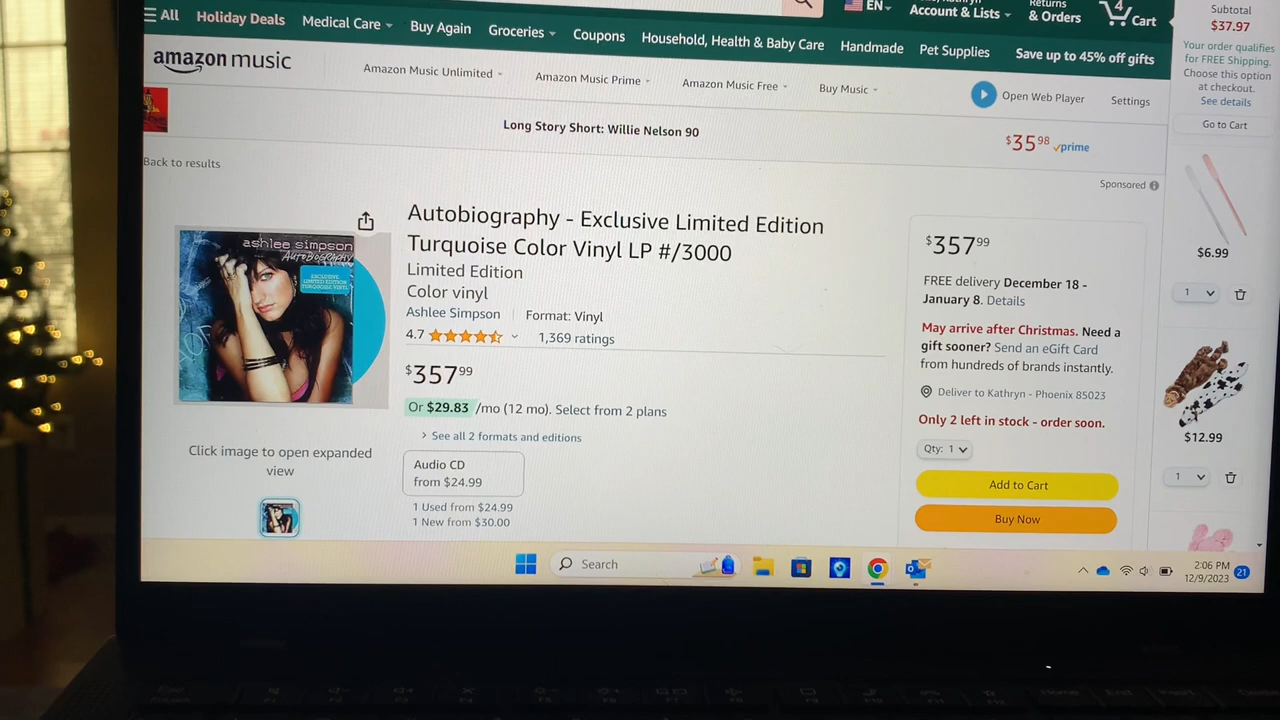 All
Holiday Deals
Medical Care
Buy Again
Groceries
Coupons
Household, Health & Baby Care
Handmade
Pet Supplies
Save up to 45% off gifts
EN
Account & Lists
Returns
& Orders
4
Cart
Subtotal
$37.97
Your order qualifies
for FREE Shipping.
Choose this option
at checkout.
See details
Go to Cart
amazon music
Amazon Music Unlimited
Amazon Music Prime
Amazon Music Free
Buy Music
Open Web Player
Settings
Long Story Short: Willie Nelson 90
$35 98 prime
Back to results
Sponsored
Autobiography - Exclusive Limited Edition
Turquoise Color Vinyl LP #/3000
Limited Edition
Color vinyl
Ashlee Simpson
Format: Vinyl
4.7
1,369 ratings
$357 99
Or $29.83 /mo (12 mo). Select from 2 plans
See all 2 formats and editions
Audio CD
from $24.99
1 Used from $24.99
1 New from $30.00
ashlee simpson
AUTOBIOGRAPHY
EXCLUSIVE
LIMITED EDITION
TURQUOISE VINYL
Click image to open expanded
view
$357 99
FREE delivery December 18 -
January 8. Details
May arrive after Christmas. Need a
gift sooner? Send an eGift Card
from hundreds of brands instantly.
Deliver to Kathryn - Phoenix 85023
Only 2 left in stock - order soon.
Qty: 1
Add to Cart
Buy Now
$6.99
1
$12.99
1
Search
2:06 PM
12/9/2023
21